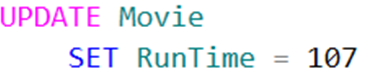 UPDATE Movie
SET RunTime = 107